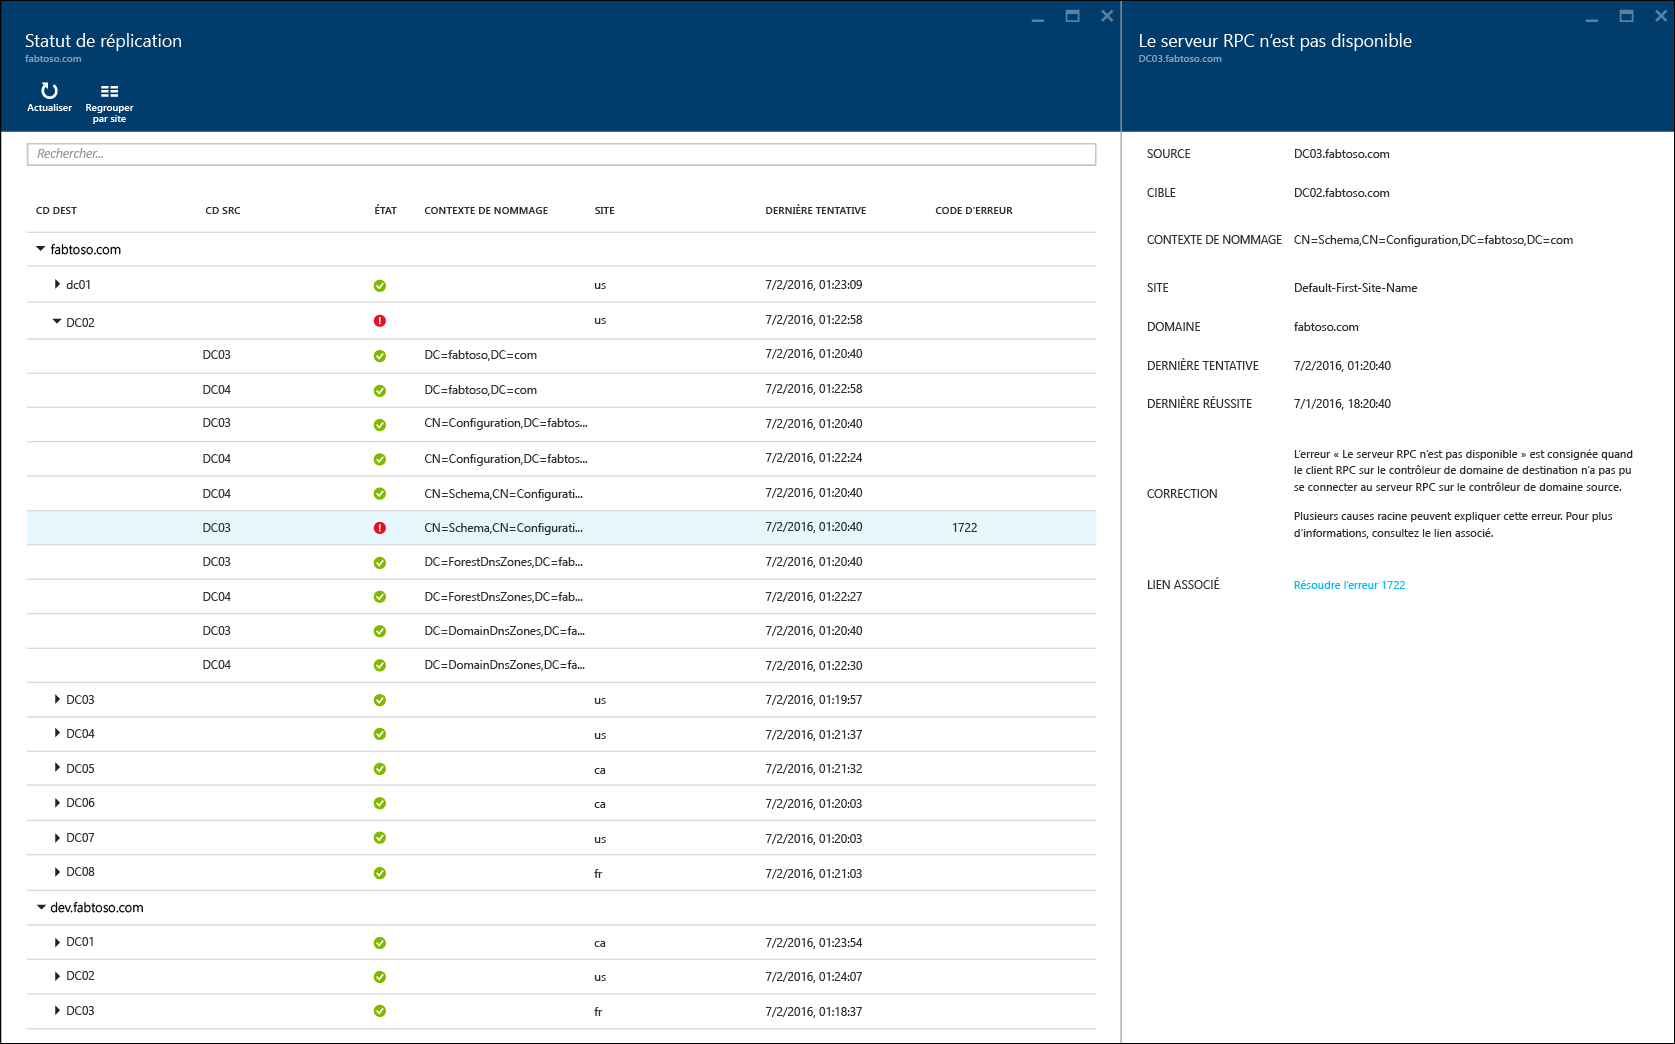 Statut de réplication
fabtoso.com
Actualiser
Regrouper
par site
Rechercher...
CD DEST CD SRC ÉTAT CONTEXTE DE NOMMAGE SITE DERNIÈRE TENTATIVE CODE D'ERREUR
fabtoso.com
dc01 us 7/2/2016, 01:23:09
DC02 us 7/2/2016, 01:22:58
DC03 DC=fabtoso,DC=com 7/2/2016, 01:20:40
DC04 DC=fabtoso,DC=com 7/2/2016, 01:22:58
DC03 CN=Configuration,DC=fabtos... 7/2/2016, 01:20:40
DC04 CN=Configuration,DC=fabtos... 7/2/2016, 01:22:24
DC04 CN=Schema,CN=Configurati... 7/2/2016, 01:20:40
DC03 CN=Schema,CN=Configurati... 7/2/2016, 01:20:40 1722
DC03 DC=ForestDnsZones,DC=fab... 7/2/2016, 01:20:40
DC04 DC=ForestDnsZones,DC=fab... 7/2/2016, 01:22:27
DC03 DC=DomainDnsZones,DC=fa... 7/2/2016, 01:20:40
DC04 DC=DomainDnsZones,DC=fa... 7/2/2016, 01:22:30
DC03 us 7/2/2016, 01:19:57
DC04 us 7/2/2016, 01:21:37
DC05 ca 7/2/2016, 01:21:32
DC06 ca 7/2/2016, 01:20:03
DC07 us 7/2/2016, 01:20:03
DC08 fr 7/2/2016, 01:21:03
dev.fabtoso.com
DC01 ca 7/2/2016, 01:23:54
DC02 us 7/2/2016, 01:24:07
DC03 fr 7/2/2016, 01:18:37
Le serveur RPC n'est pas disponible
DC03.fabtoso.com
SOURCE DC03.fabtoso.com
CIBLE DC02.fabtoso.com
CONTEXTE DE NOMMAGE CN=Schema,CN=Configuration,DC=fabtoso,DC=com
SITE Default-First-Site-Name
DOMAINE fabtoso.com
DERNIÈRE TENTATIVE 7/2/2016, 01:20:40
DERNIÈRE RÉUSSITE 7/1/2016, 18:20:40
CORRECTION
L'erreur « Le serveur RPC n'est pas disponible » est consignée quand
le client RPC sur le contrôleur de domaine de destination n'a pas pu
se connecter au serveur RPC sur le contrôleur de domaine source.
Plusieurs causes racine peuvent expliquer cette erreur. Pour plus
d'informations, consultez le lien associé.
LIEN ASSOCIÉ Résoudre l'erreur 1722